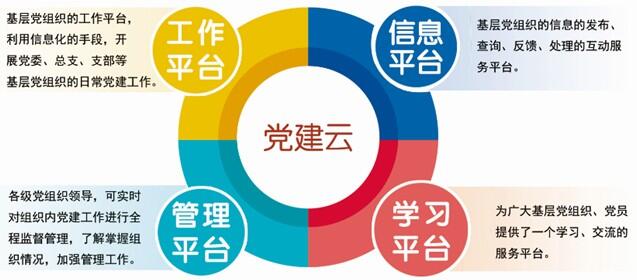 基层党组织的工作平台，
利用信息化的手段，开
展党委、总支、支部等
基层党组织的日常党建工作。
工作
平台
信息
平台
基层党组织的信息的发布、
查询、反馈、处理的互动服
务平台。
党建云
各级党组织领导，可实时
对组织内党建工作进行全
程监督管理，了解掌握组
织情况，加强管理工作。
管理
平台
学习
平台
为广大基层党组织、党员
提供了一个学习、交流的
服务平台。